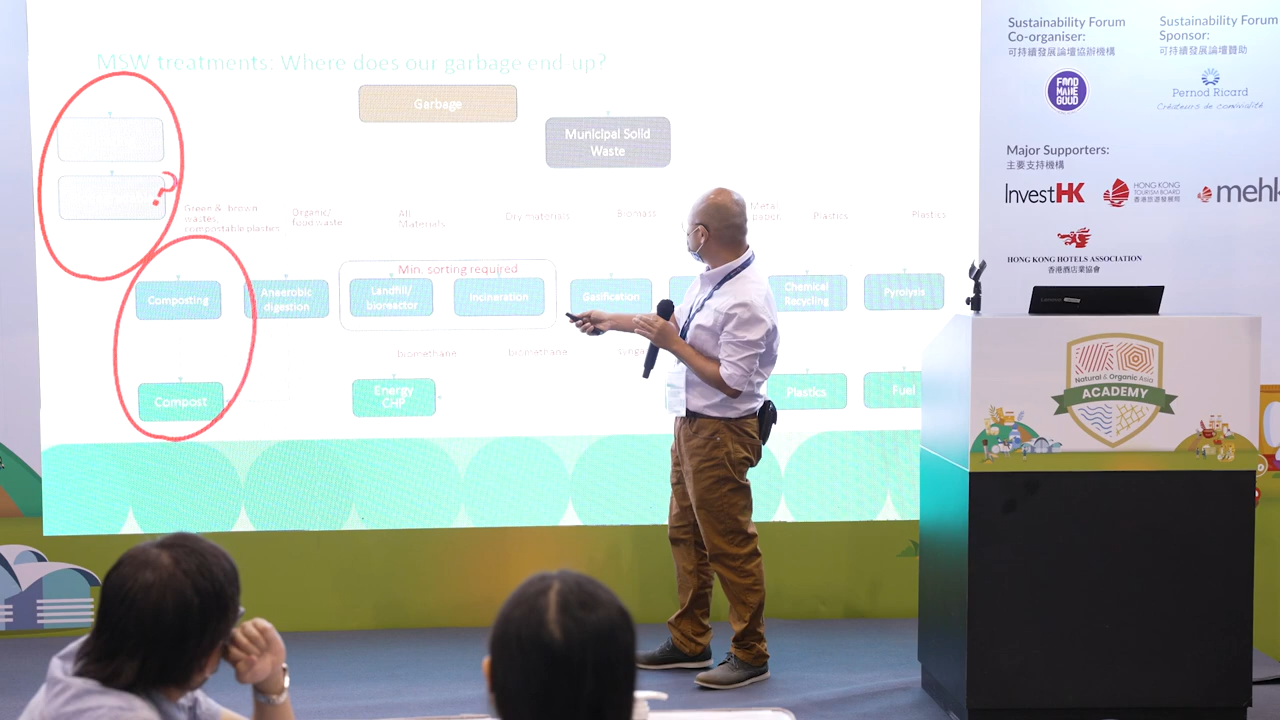 MSW treatments: Where does our garbage end-up?
Garbage
Municipal Solid
Waste
?
Green & brown
wastes,
compostable plastics
Organic/
food waste
All
Materials
Dry materials
Biomass
Metal
paper
Plastics
Plastics
Min. sorting required
Composting
Anaerobic
digestion
Landfill/
bioreactor
Incineration
Gasification
Chemical
Recycling
Pyrolysis
biomethane
biomethane
Compost
Energy
CHP
Plastics
Fuel
Sustainability Forum
Co-organiser:
可持續發展論壇協辦機構
FOOD
MADE
GOOD
Sustainability Forum
Sponsor:
可持續發展論壇贊助
Pernod Ricard
Créateurs de convivialité
Major Supporters:
主要支持機構
InvestHK
HONG KONG
TOURISM BOARD
香港旅遊發展局
HONG KONG HOTELS ASSOCIATION
香港酒店業協會
Lenovo
Natural & Organic Asia
ACADEMY